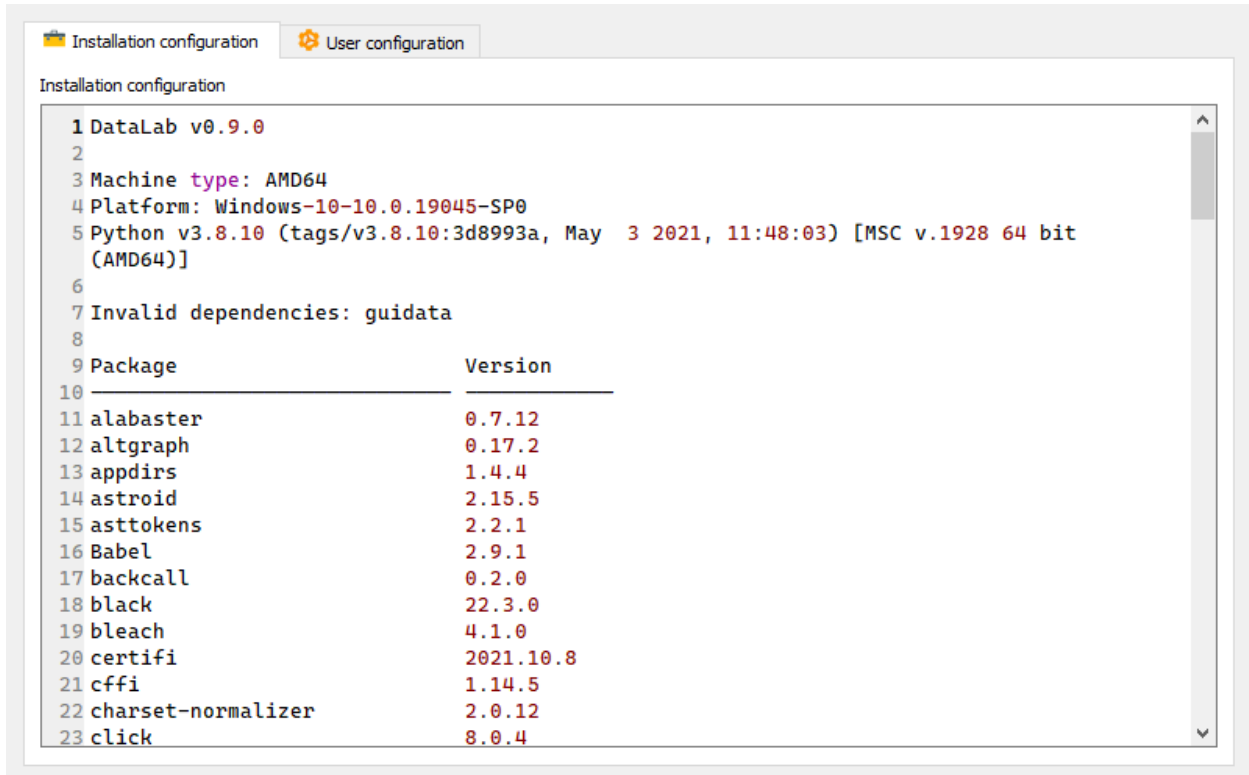 Installation configuration
User configuration
Installation configuration
1 DataLab v0.9.0
2
3 Machine type: AMD64
4 Platform: Windows-10-10.0.19045-SP0
5 Python v3.8.10 (tags/v3.8.10:3d8993a, May  3 2021, 11:48:03) [MSC v.1928 64 bit
(AMD64)]
6
7 Invalid dependencies: guidata
8
9 Package Version
10
11 alabaster 0.7.12
12 altgraph 0.17.2
13 appdirs 1.4.4
14 astroid 2.15.5
15 asttokens 2.2.1
16 Babel 2.9.1
17 backcall 0.2.0
18 black 22.3.0
19 bleach 4.1.0
20 certifi 2021.10.8
21 cffi 1.14.5
22 charset-normalizer 2.0.12
23 click 8.0.4